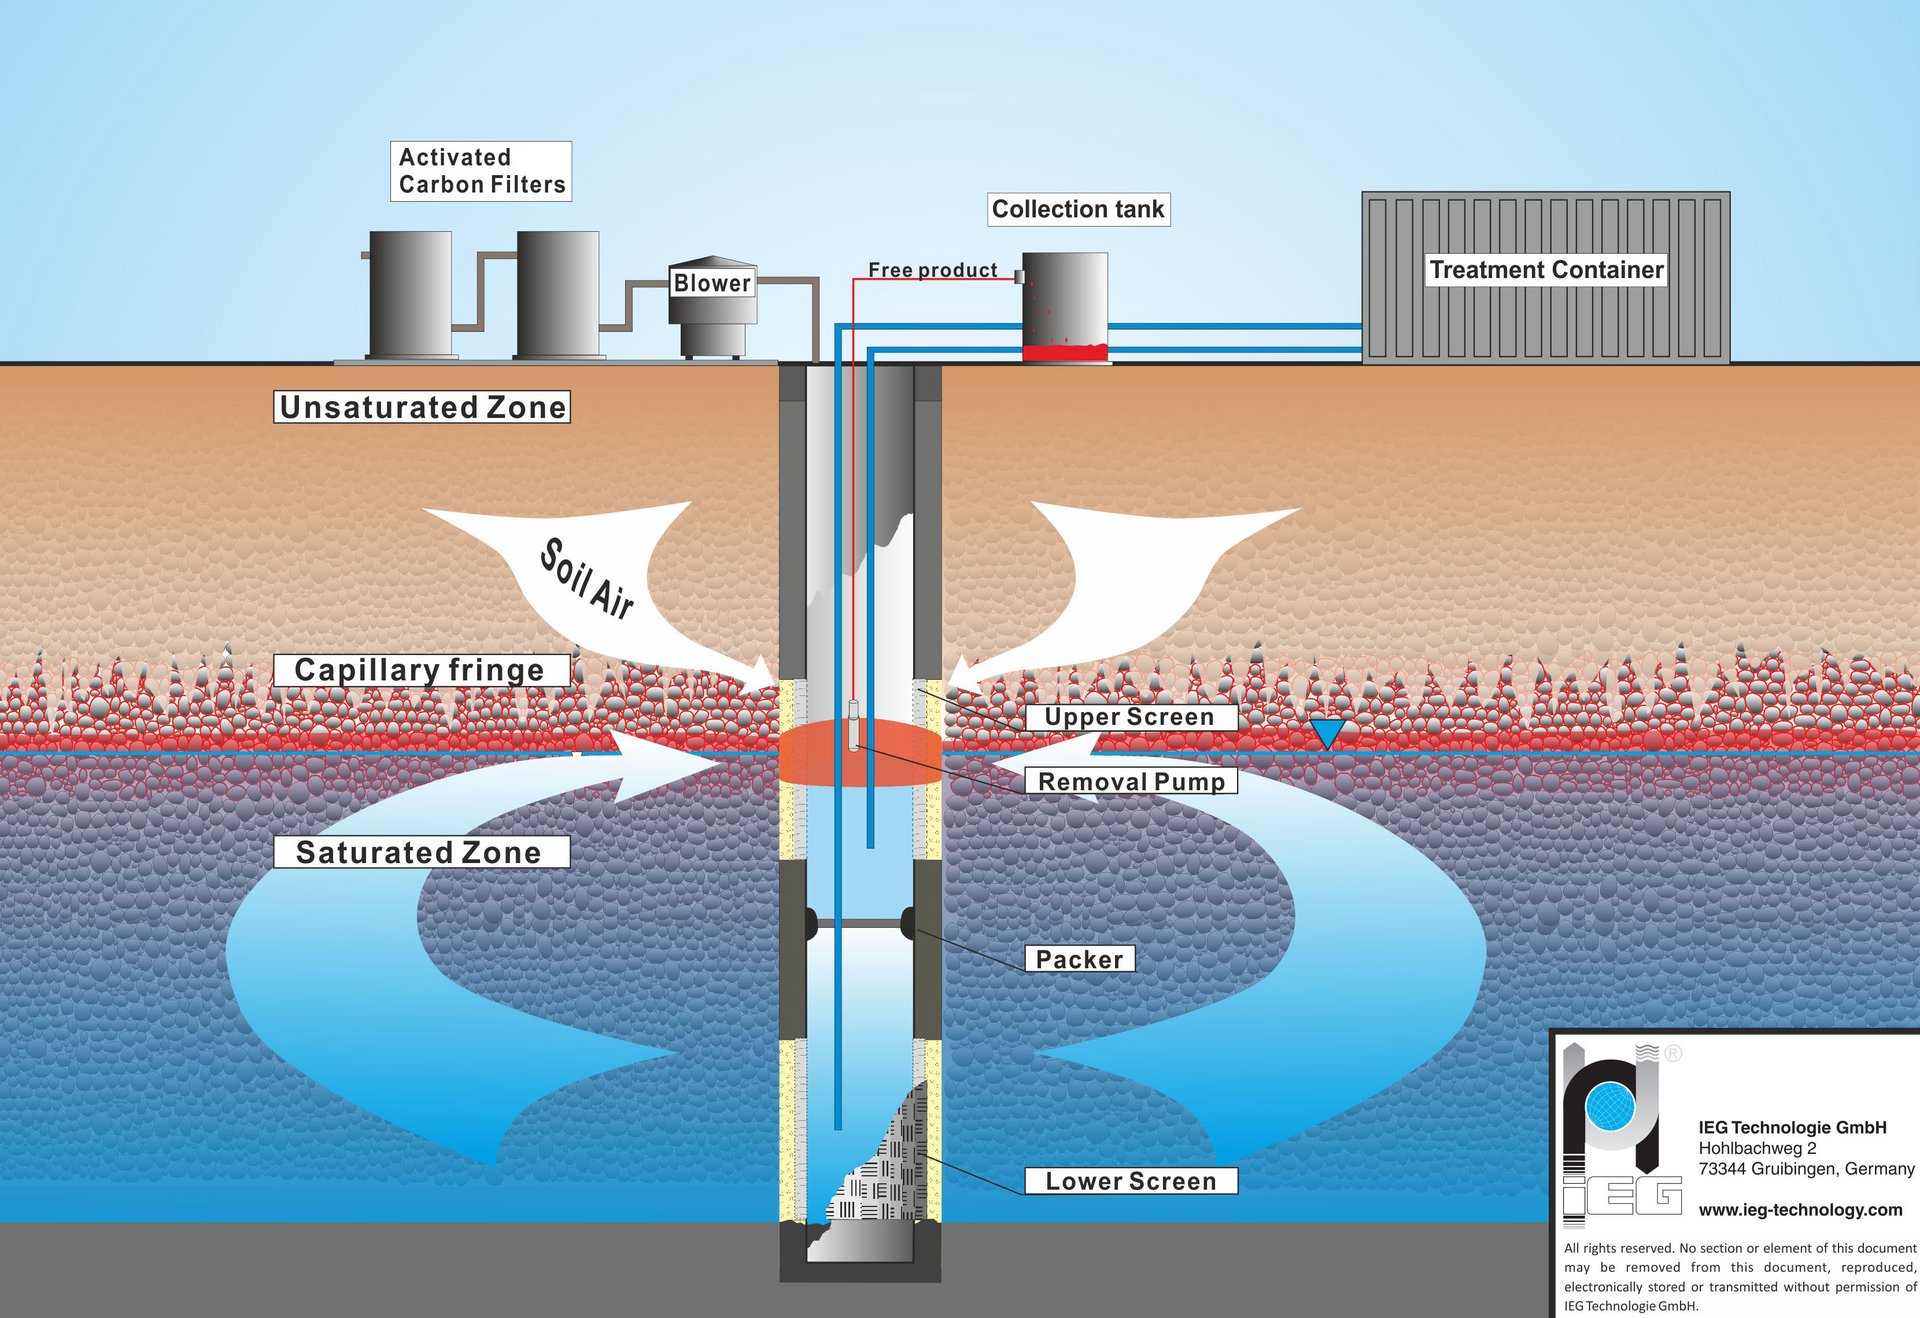 Activated
Carbon Filters
Collection tank
Free product
Blower
Treatment Container
Unsaturated Zone
Soil Air
Capillary fringe
Upper Screen
Removal Pump
Saturated Zone
Packer
Lower Screen
®
IEG
IEG Technologie GmbH
Hohlbachweg 2
73344 Gruibingen, Germany
www.ieg-technology.com
All rights reserved. No section or element of this document
may be removed from this document, reproduced,
electronically stored or transmitted without permission of
IEG Technologie GmbH.